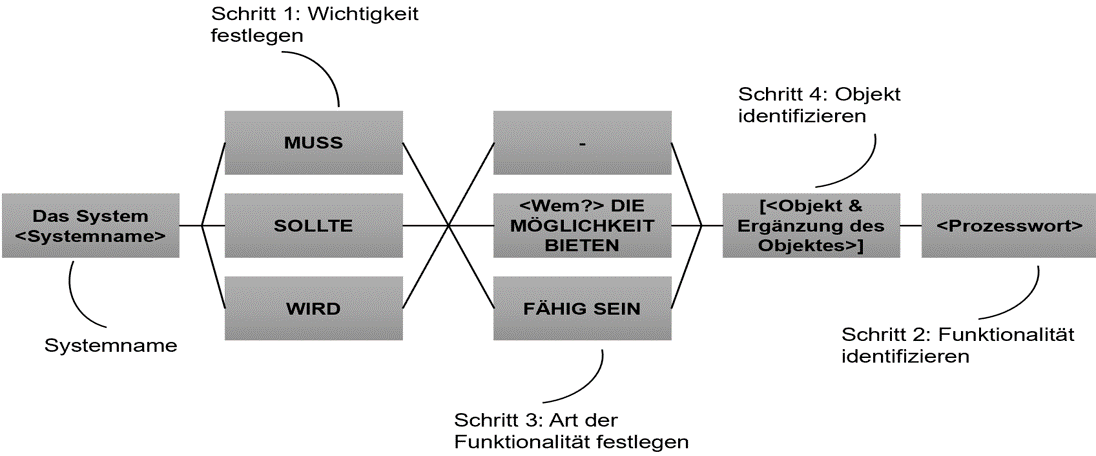 Schritt 1: Wichtigkeit
festlegen
Schritt 4: Objekt
identifizieren
MUSS
-
Das System
<Systemname>
SOLLTE
<Wem?> DIE
MÖGLICHKEIT
BIETEN
[<Objekt &
Ergänzung des
Objektes>]
<Prozesswort>
WIRD
FÄHIG SEIN
Systemname
Schritt 2: Funktionalität
identifizieren
Schritt 3: Art der
Funktionalität festlegen